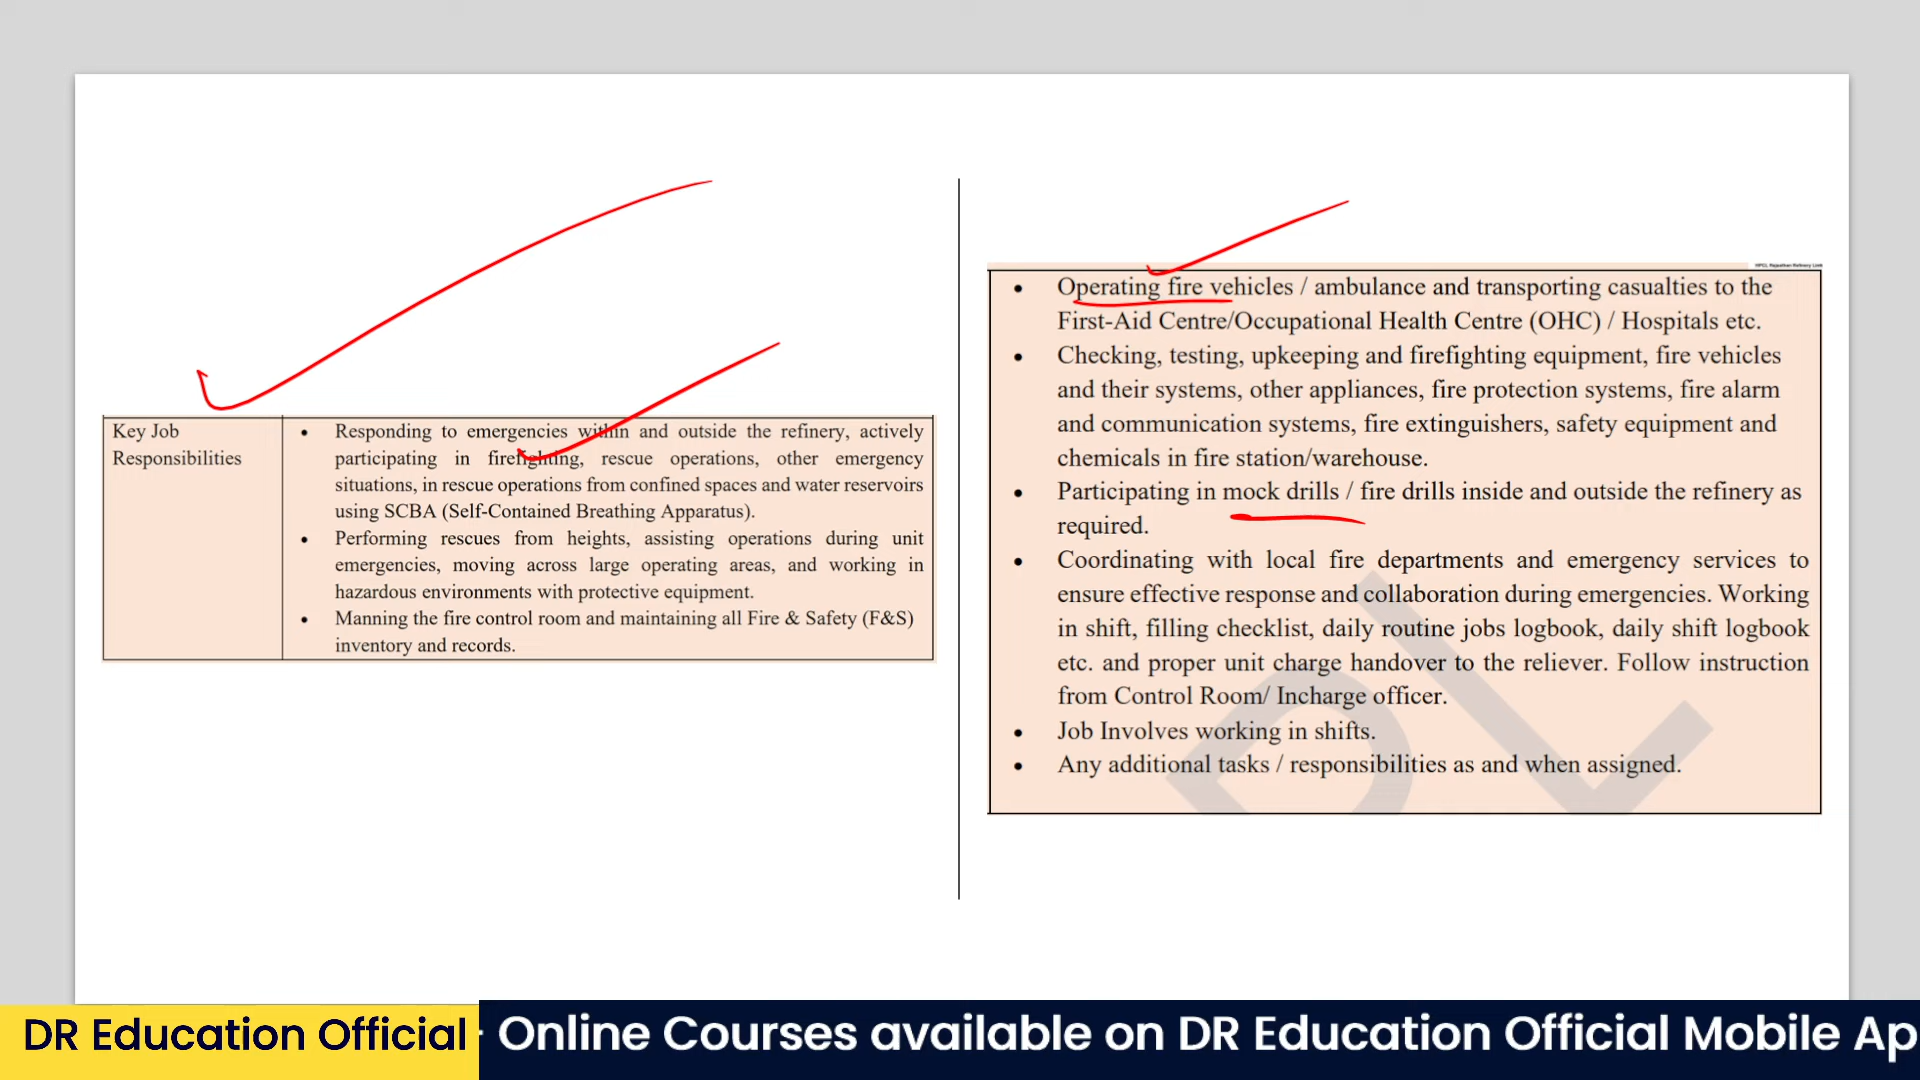 Key Job
Responsibilities
• Responding to emergencies within and outside the refinery, actively
participating in firefighting, rescue operations, other emergency
situations, in rescue operations from confined spaces and water reservoirs
using SCBA (Self-Contained Breathing Apparatus).
• Performing rescues from heights, assisting operations during unit
emergencies, moving across large operating areas, and working in
hazardous environments with protective equipment.
• Manning the fire control room and maintaining all Fire & Safety (F&S)
inventory and records.
HPCL Rajasthan Refinery Limi
• Operating fire vehicles / ambulance and transporting casualties to the
First-Aid Centre/Occupational Health Centre (OHC) / Hospitals etc.
• Checking, testing, upkeeping and firefighting equipment, fire vehicles
and their systems, other appliances, fire protection systems, fire alarm
and communication systems, fire extinguishers, safety equipment and
chemicals in fire station/warehouse.
• Participating in mock drills / fire drills inside and outside the refinery as
required.
• Coordinating with local fire departments and emergency services to
ensure effective response and collaboration during emergencies. Working
in shift, filling checklist, daily routine jobs logbook, daily shift logbook
etc. and proper unit charge handover to the reliever. Follow instruction
from Control Room/ Incharge officer.
• Job Involves working in shifts.
• Any additional tasks / responsibilities as and when assigned.
DR Education Official
- Online Courses available on DR Education Official Mobile Ap